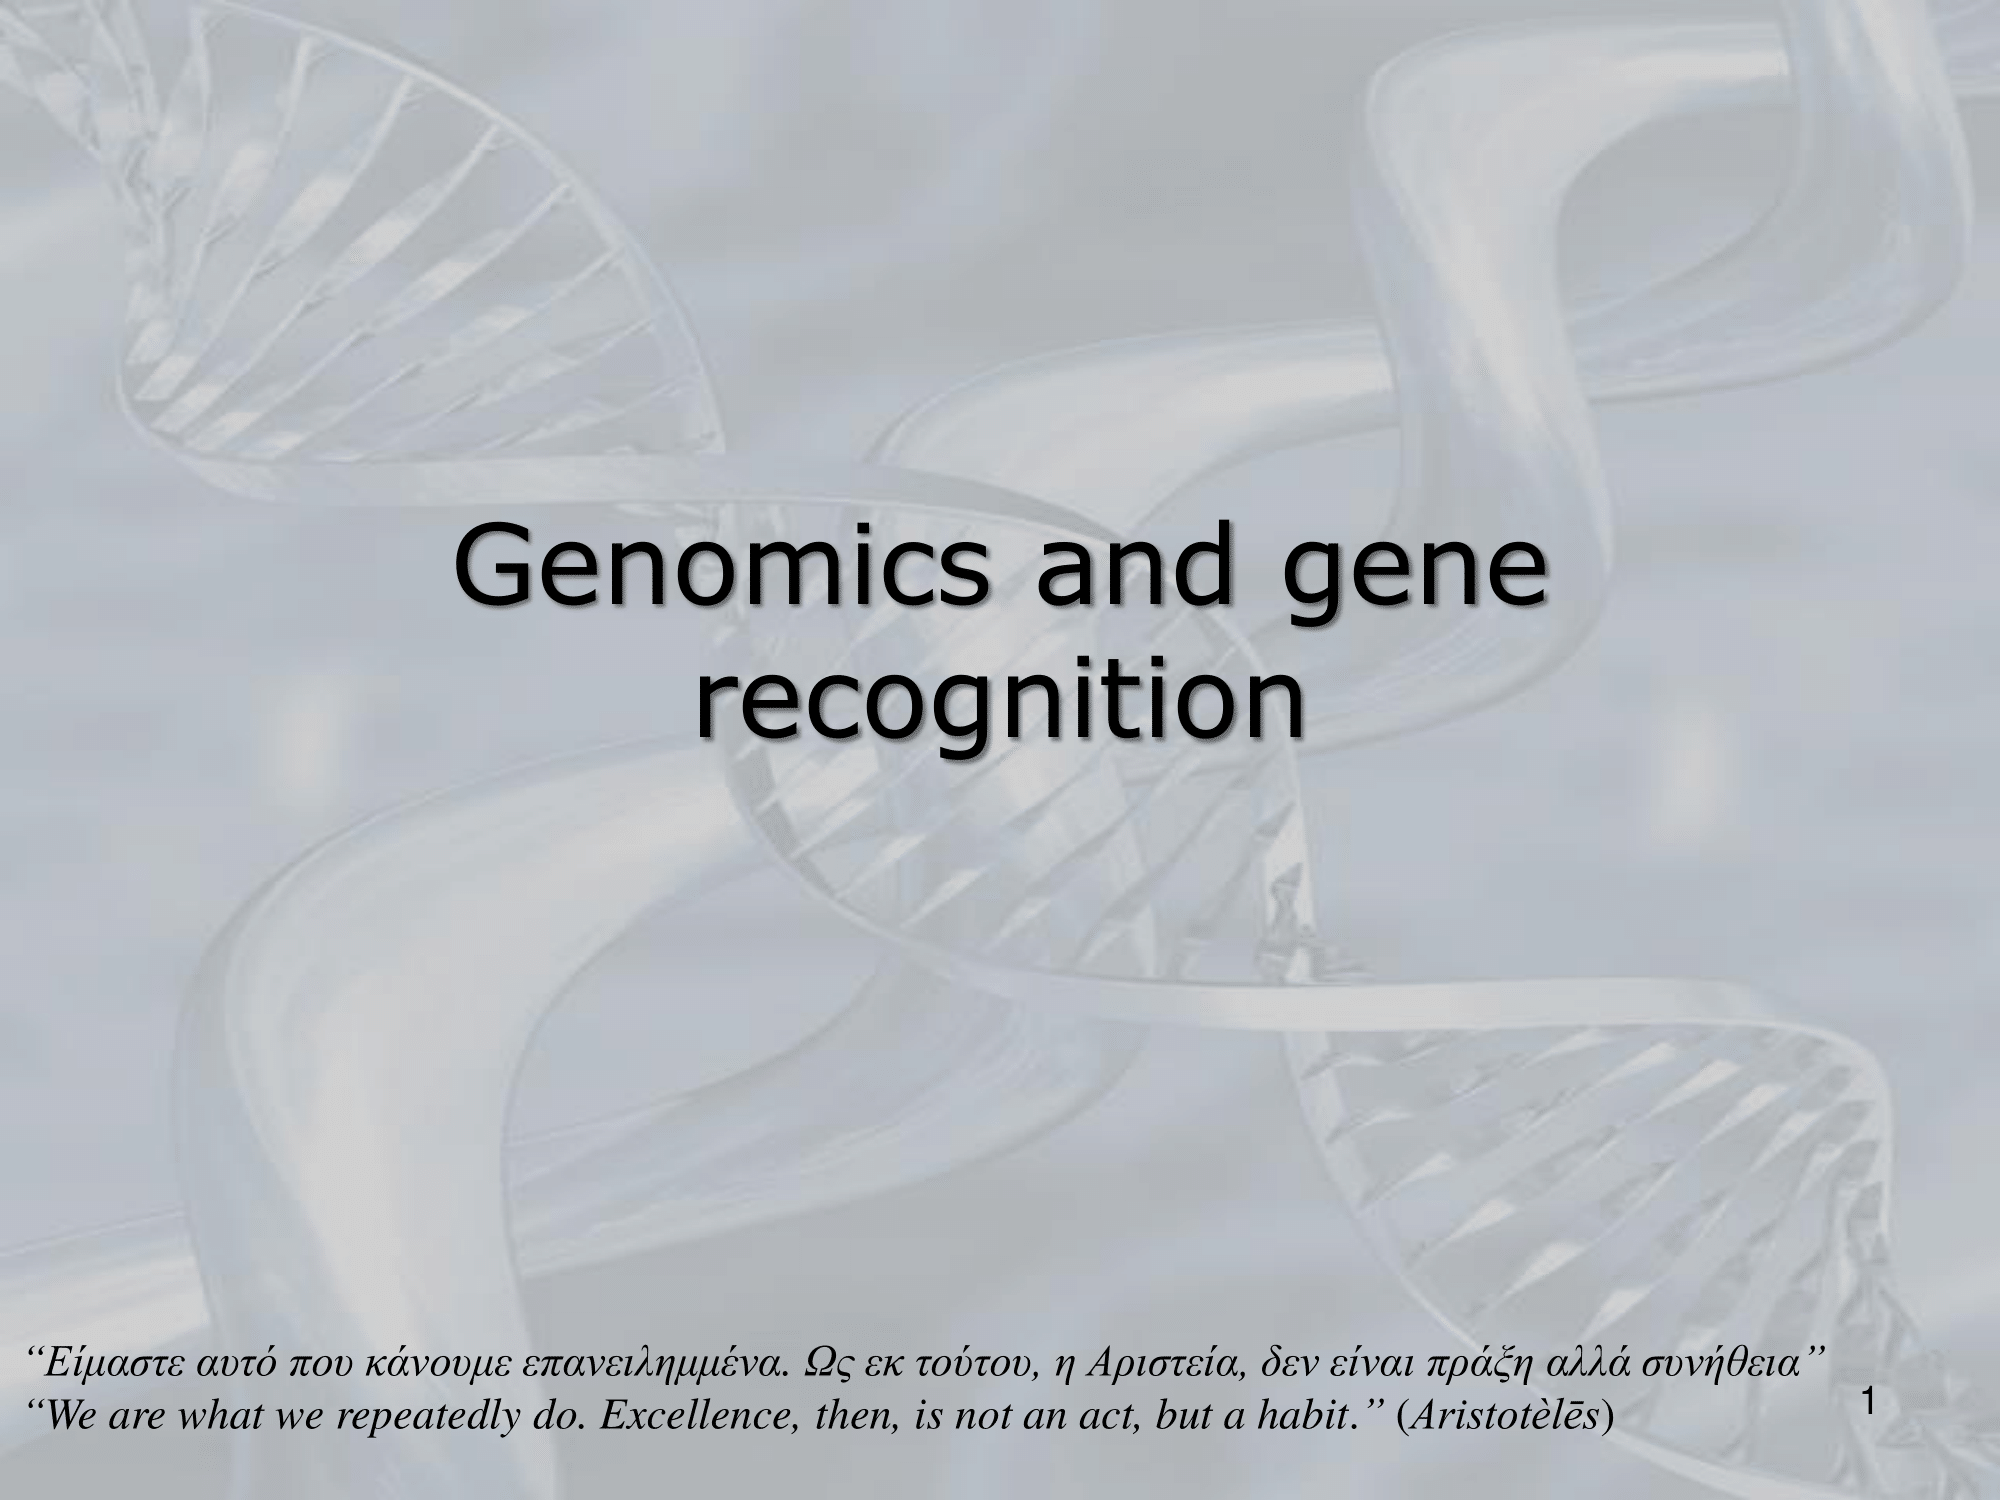 Genomics and gene
recognition
“Είμαστε αυτό που κάνουμε επανειλημμένα. Ως εκ τούτου, η Αριστεία, δεν είναι πράξη αλλά συνήθεια”
“We are what we repeatedly do. Excellence, then, is not an act, but a habit.” (Aristotèlēs)
1